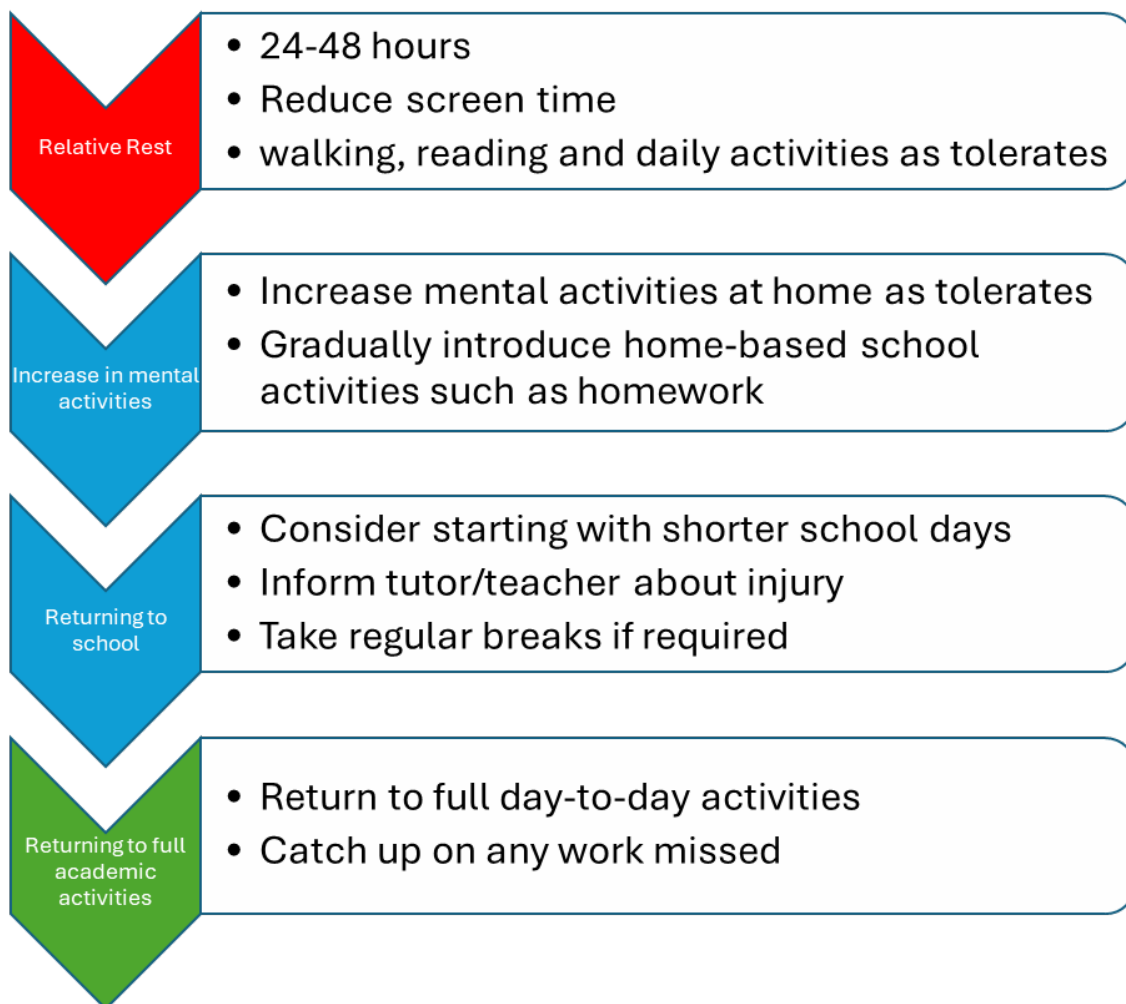 Relative Rest
• 24-48 hours
• Reduce screen time
• walking, reading and daily activities as tolerates
Increase in mental
activities
• Increase mental activities at home as tolerates
• Gradually introduce home-based school
activities such as homework
Returning to
school
• Consider starting with shorter school days
• Inform tutor/teacher about injury
• Take regular breaks if required
Returning to full
academic
activities
• Return to full day-to-day activities
• Catch up on any work missed